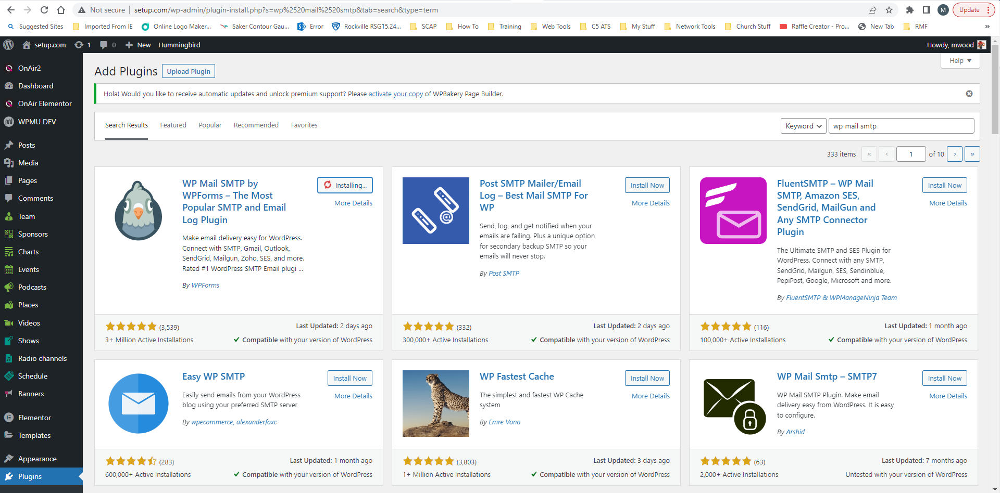 Not secure
setup.com/wp-admin/plugin-install.php?s=wp%2520mail%2520smtp&tab=search&type=term
M
Update
Suggested Sites
Imported From IE
Online Logo Maker...
Saker Contour Gau...
Error
Rockville RSG15.24...
SCAP
How To
Training
Web Tools
C5 ATS
My Stuff
Network Tools
Church Stuff
Raffle Creator - Pro...
New Tab
RMF
»
setup.com
1
0
New
Hummingbird
Howdy, mwood
OnAir2
Dashboard
OnAir Elementor
WPMU DEV
Posts
Media
Pages
Comments
Team
Sponsors
Charts
Events
Podcasts
Places
Videos
Shows
Radio channels
Schedule
Banners
Elementor
Templates
Appearance
Plugins
Help
Add Plugins
Upload Plugin
Hola! Would you like to receive automatic updates and unlock premium support? Please activate your copy of WPBakery Page Builder.
Search Results
Featured
Popular
Recommended
Favorites
Keyword
wp mail smtp
333 items « ‹ 1 of 10 › »
WP Mail SMTP by
WPForms – The Most
Popular SMTP and Email
Log Plugin
Installing...
More Details
Make email delivery easy for WordPress.
Connect with SMTP, Gmail, Outlook,
SendGrid, Mailgun, Zoho, SES, and more.
Rated #1 WordPress SMTP Email plugi ...
By WPForms
(3,539)
Last Updated: 2 days ago
3+ Million Active Installations
Compatible with your version of WordPress
Post SMTP Mailer/Email
Log – Best Mail SMTP For
WP
Install Now
More Details
Send, log, and get notified when your
emails are failing. Plus a unique option
for secondary backup SMTP so your
emails will never stop.
By Post SMTP
(332)
Last Updated: 2 days ago
300,000+ Active Installations
Compatible with your version of WordPress
FluentSMTP – WP Mail
SMTP, Amazon SES,
SendGrid, MailGun and
Any SMTP Connector
Plugin
Install Now
More Details
The Ultimate SMTP and SES Plugin for
WordPress. Connect with any SMTP,
SendGrid, Mailgun, SES, Sendinblue,
PepiPost, Google, Microsoft and more.
By FluentSMTP & WPManageNinja Team
(116)
Last Updated: 1 month ago
100,000+ Active Installations
Compatible with your version of WordPress
Easy WP SMTP
Install Now
More Details
Easily send emails from your WordPress
blog using your preferred SMTP server
By wpecommerce, alexanderfoxc
(283)
Last Updated: 1 month ago
600,000+ Active Installations
Compatible with your version of WordPress
WP Fastest Cache
Install Now
More Details
The simplest and fastest WP Cache
system
By Emre Vona
(3,803)
Last Updated: 3 days ago
1+ Million Active Installations
Compatible with your version of WordPress
WP Mail Smtp – SMTP7
Install Now
More Details
WP Mail SMTP Plugin. Make email
delivery easy from WordPress. It is easy
to configure.
By Arshid
(63)
Last Updated: 7 months ago
2,000+ Active Installations
Untested with your version of WordPress